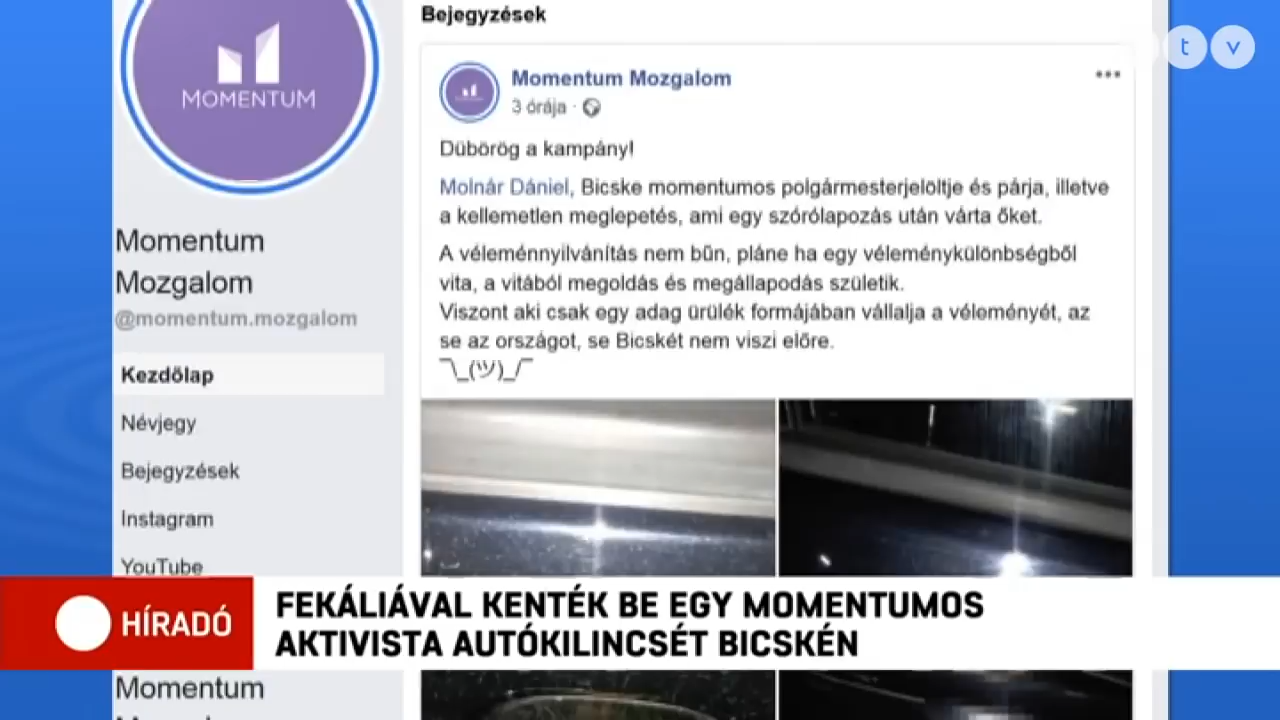 MOMENTUM
Momentum
Mozgalom
@momentum.mozgalom
Kezdőlap
Névjegy
Bejegyzések
Instagram
YouTube
Bejegyzések
Momentum Mozgalom
3 órája ·
Dübörög a kampány!
Molnár Dániel, Bicske momentumos polgármesterjelöltje és párja, illetve
a kellemetlen meglepetés, ami egy szórólapozás után várta őket.
A véleménnyilvánítás nem bűn, pláne ha egy véleménykülönbségből
vita, a vitából megoldás és megállapodás születik.
Viszont aki csak egy adag ürülék formájában vállalja a véleményét, az
se az országot, se Bicskét nem viszi előre.
¯\_(ツ)_/¯
t v
HÍRADÓ
FEKÁLIÁVAL KENTÉK BE EGY MOMENTUMOS
AKTIVISTA AUTÓKILINCSÉT BICSKÉN
Momentum